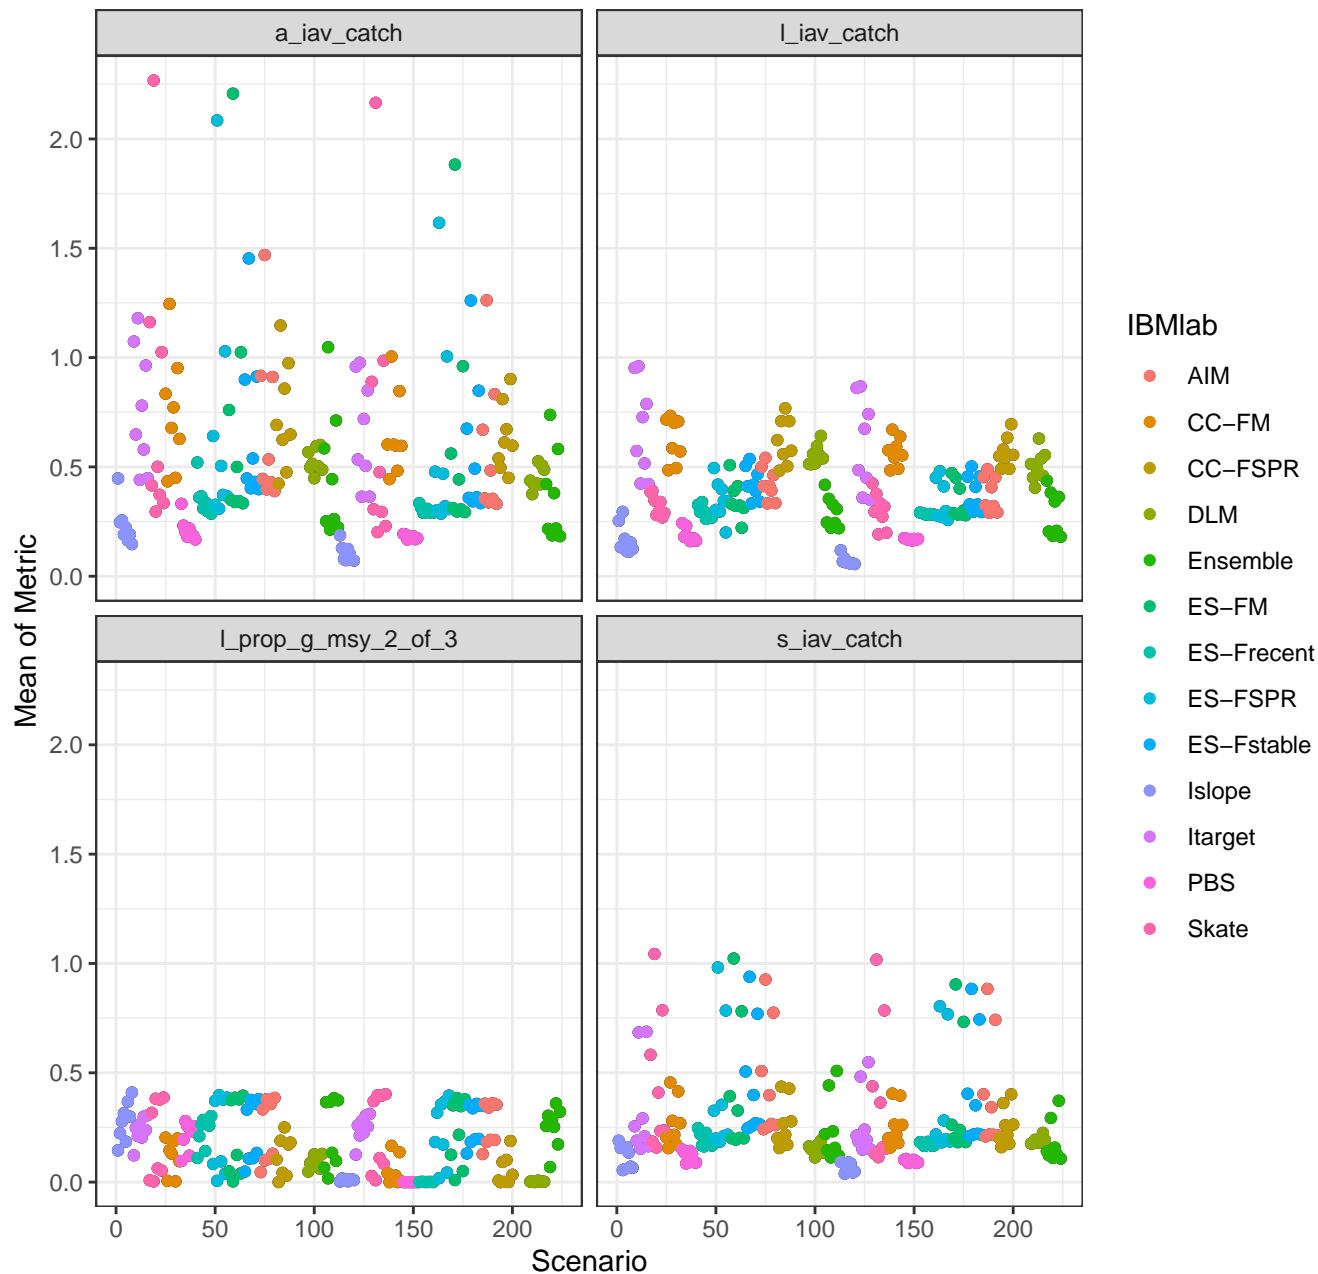 a_iav_catch
l_iav_catch
2.0
1.5
1.0
0.5
0.0
l_prop_g_msy_2_of_3
s_iav_catch
2.0
1.5
1.0
0.5
0.0
0
50
100
150
200
0
50
100
150
200
Mean of Metric
Scenario
IBMlab
AIM
CC−FM
CC−FSPR
DLM
Ensemble
ES−FM
ES−Frecent
ES−FSPR
ES−Fstable
Islope
Itarget
PBS
Skate